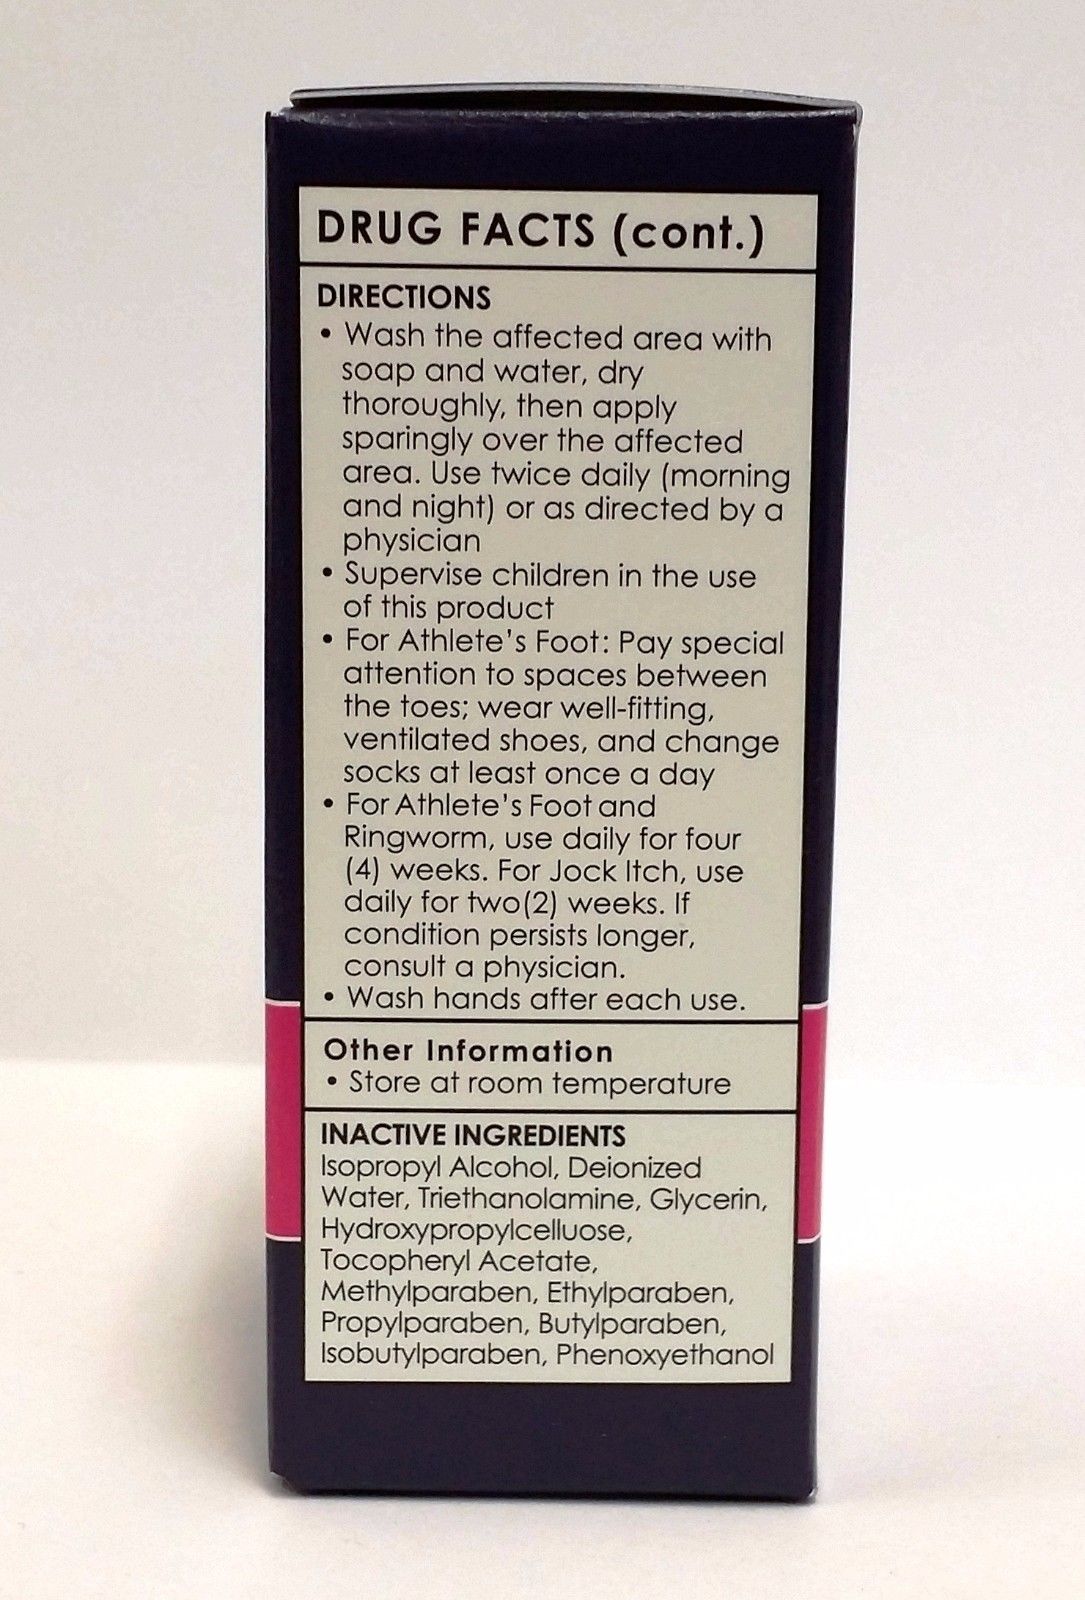 DRUG FACTS (cont.)
DIRECTIONS
• Wash the affected area with
soap and water, dry
thoroughly, then apply
sparingly over the affected
area. Use twice daily (morning
and night) or as directed by a
physician
• Supervise children in the use
of this product
• For Athlete's Foot: Pay special
attention to spaces between
the toes; wear well-fitting,
ventilated shoes, and change
socks at least once a day
• For Athlete's Foot and
Ringworm, use daily for four
(4) weeks. For Jock Itch, use
daily for two(2) weeks. If
condition persists longer,
consult a physician.
• Wash hands after each use.
Other Information
• Store at room temperature
INACTIVE INGREDIENTS
Isopropyl Alcohol, Deionized
Water, Triethanolamine, Glycerin,
Hydroxypropylcelluose,
Tocopheryl Acetate,
Methylparaben, Ethylparaben,
Propylparaben, Butylparaben,
Isobutylparaben, Phenoxyethanol